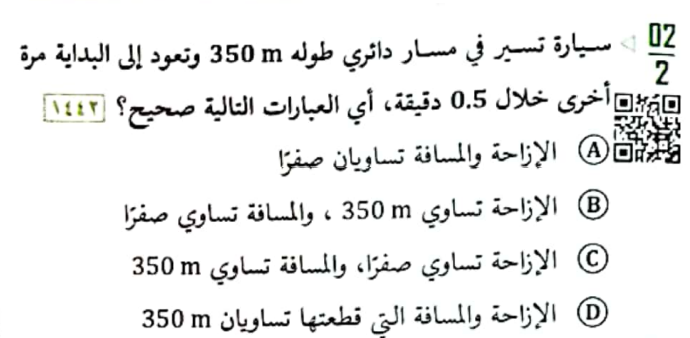 02
2
سيارة تسير في مسار دائري طوله 350 m وتعود إلى البداية مرة
أخرى خلال 0.5 دقيقة، أي العبارات التالية صحيح؟ ١٤٤٢
A الإزاحة والمسافة تساويان صفرًا
B الإزاحة تساوي 350 m ، والمسافة تساوي صفرًا
C الإزاحة تساوي صفرًا، والمسافة تساوي 350 m
D الإزاحة والمسافة التي قطعتها تساويان 350 m